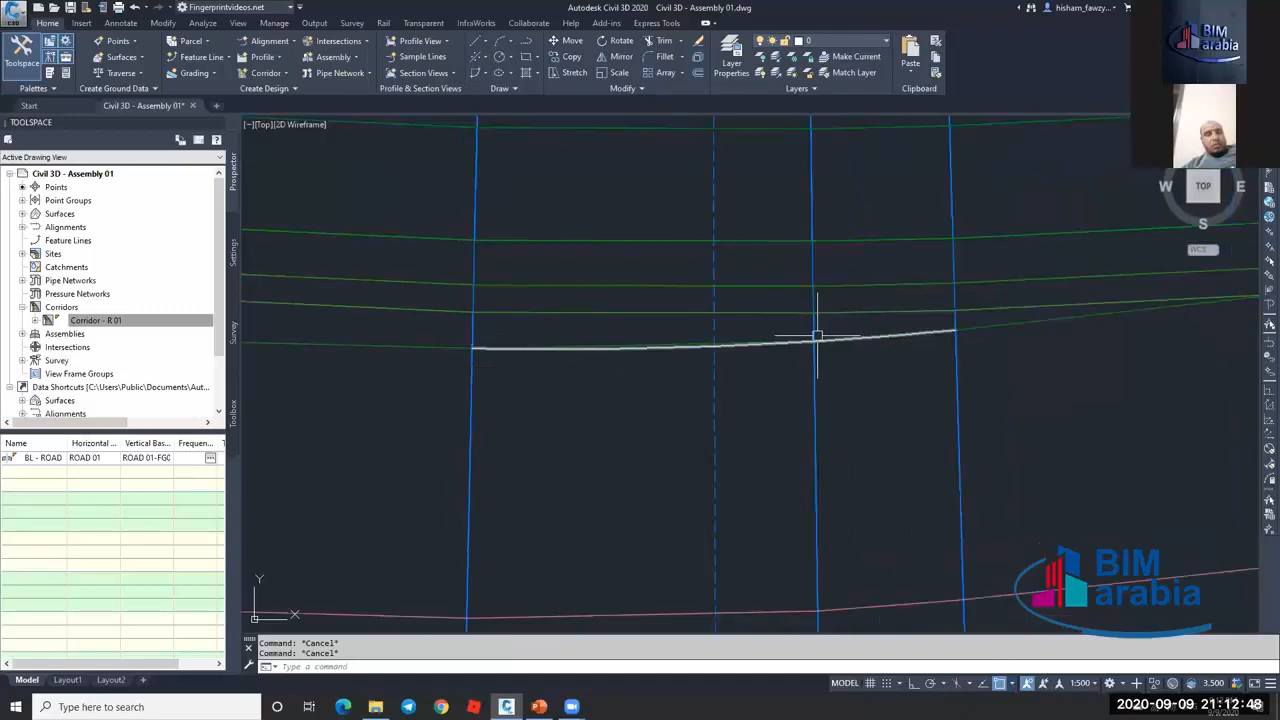 Fingerprintvideos.net
Autodesk Civil 3D 2020 - Assembly 01.dwg
hisham_fawzy...
Home Insert Annotate Modify Analyze View Manage Output Survey Rail Transparent InfraWorks Collaborate Help Add-ins Express Tools
Toolspace
Palettes
Points
Surfaces
Traverse
Create Ground Data
Parcel
Feature Line
Grading
Alignment
Profile
Corridor
Intersections
Assembly
Pipe Network
Create Design
Profile View
Sample Lines
Section Views
Profile & Section Views
Draw
Move
Copy
Stretch
Rotate
Mirror
Scale
Trim
Fillet
Array
Modify
Layer
Properties
0
Make Current
Match Layer
Layers
Paste
Clipboard
Start
Civil 3D - Assembly 01*
TOOLSPACE
Active Drawing View
Civil 3D - Assembly 01
Points
Point Groups
Surfaces
Alignments
Feature Lines
Sites
Catchments
Pipe Networks
Pressure Networks
Corridors
Corridor - R 01
Assemblies
Intersections
Survey
View Frame Groups
Data Shortcuts [C:\Users\Public\Documents\Aut...
Surfaces
Alignments
Prospector
Settings
Survey
Toolbox
Name Horizontal ... Vertical Bas... Frequen...
BL - ROAD ROAD 01 ROAD 01-FG0
[−][Top][2D Wireframe]
W TOP E
S
WCS
Y
X
BIM
arabia
BIM
arabia
Command: *Cancel*
Command: *Cancel*
Type a command
Model Layout1 Layout2
MODEL
1:500
3.500
Type here to search
2020-09-09 21:12:48